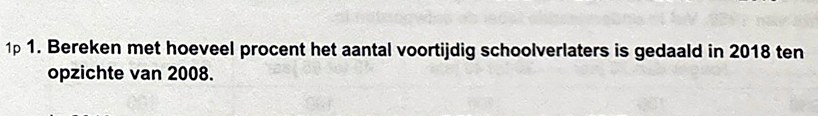 1p 1. Bereken met hoeveel procent het aantal voortijdig schoolverlaters is gedaald in 2018 ten
opzichte van 2008.